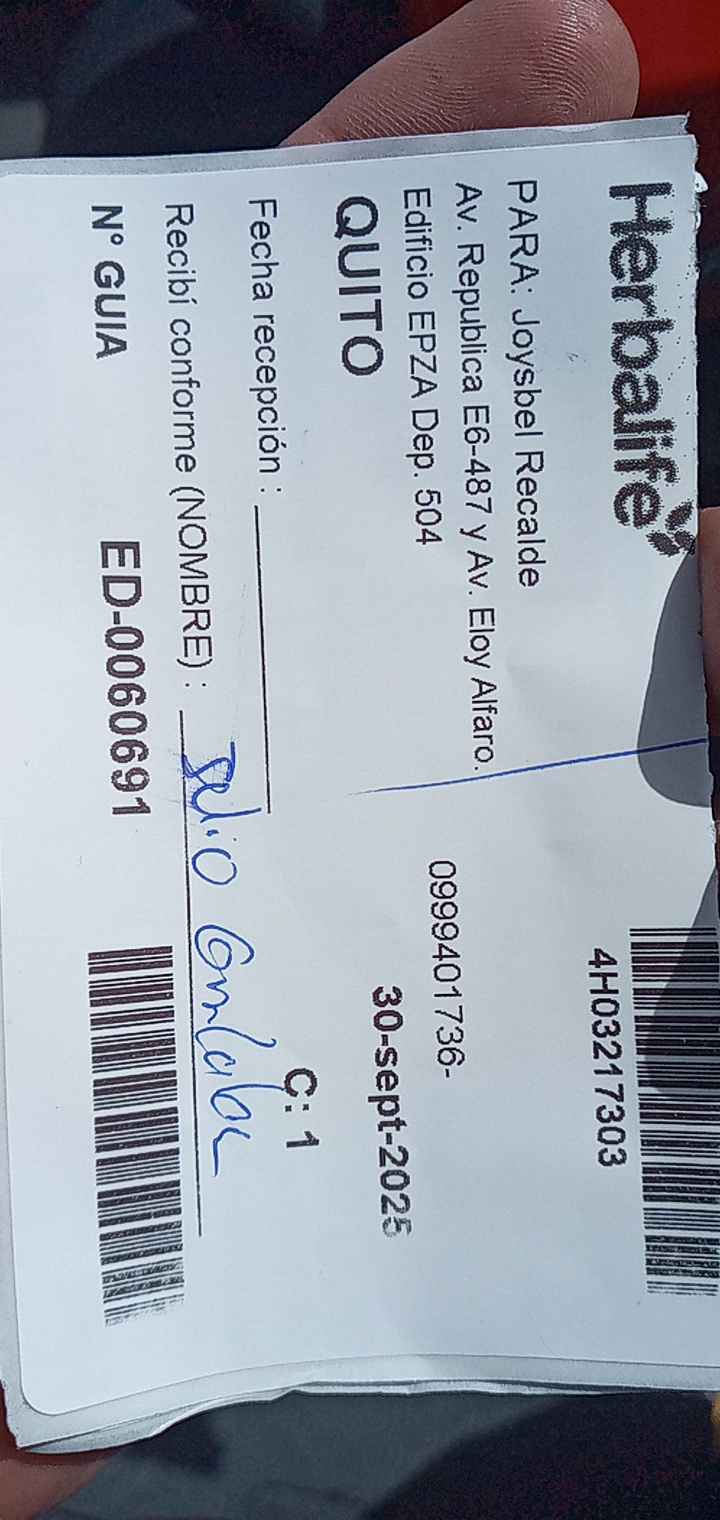 Herbalife
4H03217303
PARA: Joysbel Recalde
Av. Republica E6-487 y Av. Eloy Alfaro.
Edificio EPZA Dep. 504
0999401736-
QUITO
30-sept-2025
C: 1
Fecha recepción :
Recibí conforme (NOMBRE) :
N° GUIA ED-0060691